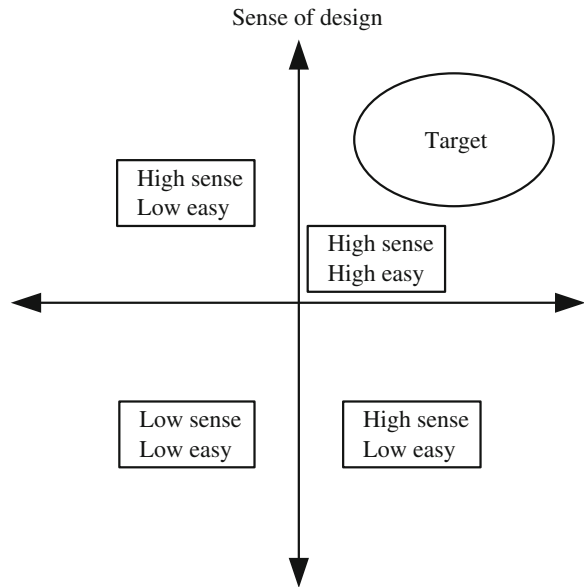 Sense of design
Target
High sense
Low easy
High sense
High easy
Low sense
Low easy
High sense
Low easy